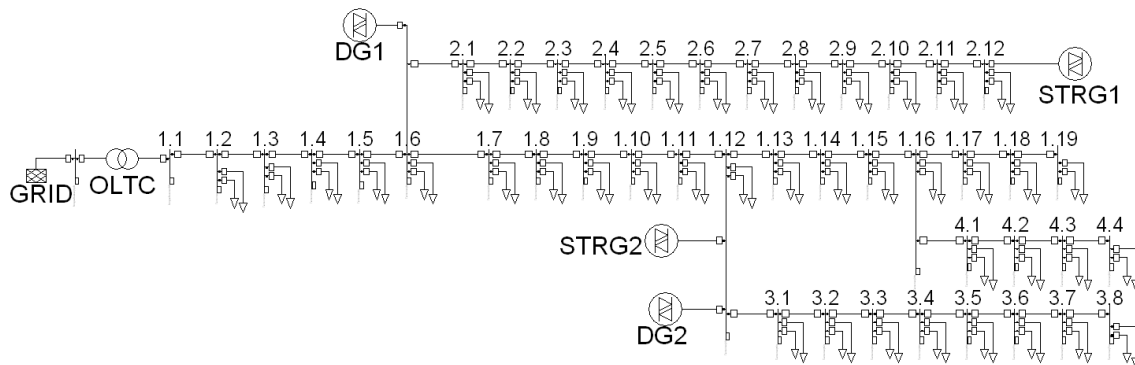 DG1
2.1 2.2 2.3 2.4 2.5 2.6 2.7 2.8 2.9 2.10 2.11 2.12
STRG1
1.1 1.2 1.3 1.4 1.5 1.6 1.7 1.8 1.9 1.10 1.11 1.12 1.13 1.14 1.15 1.16 1.17 1.18 1.19
GRID
OLTC
STRG2
4.1 4.2 4.3 4.4
DG2
3.1 3.2 3.3 3.4 3.5 3.6 3.7 3.8